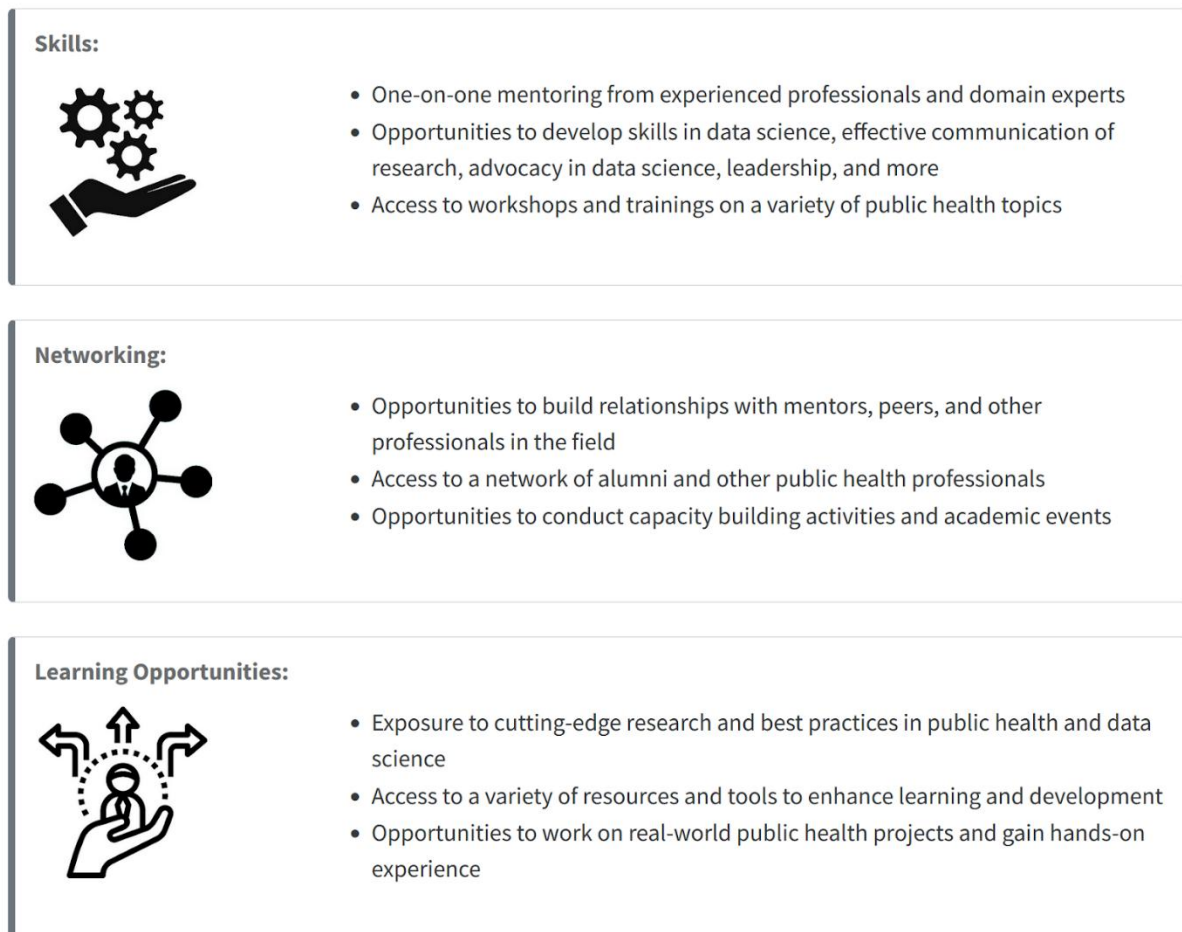 Skills:
• One-on-one mentoring from experienced professionals and domain experts
• Opportunities to develop skills in data science, effective communication of
research, advocacy in data science, leadership, and more
• Access to workshops and trainings on a variety of public health topics
Networking:
• Opportunities to build relationships with mentors, peers, and other
professionals in the field
• Access to a network of alumni and other public health professionals
• Opportunities to conduct capacity building activities and academic events
Learning Opportunities:
• Exposure to cutting-edge research and best practices in public health and data
science
• Access to a variety of resources and tools to enhance learning and development
• Opportunities to work on real-world public health projects and gain hands-on
experience